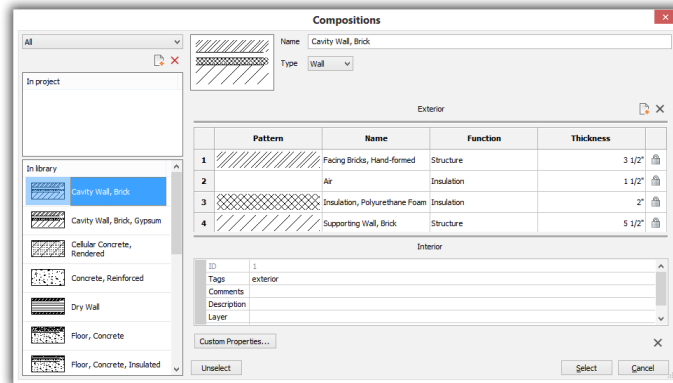 Compositions
All
Name Cavity Wall, Brick
Type Wall
In project
Exterior
Pattern Name Function Thickness
1 Facing Bricks, Hand-formed Structure 3 1/2"
2 Air Insulation 1 1/2"
3 Insulation, Polyurethane Foam Insulation 2"
4 Supporting Wall, Brick Structure 5 1/2"
Interior
In library
Cavity Wall, Brick
Cavity Wall, Brick, Gypsum
Cellular Concrete,
Rendered
Concrete, Reinforced
Dry Wall
Floor, Concrete
Floor, Concrete, Insulated
ID 1
Tags exterior
Comments
Description
Layer
Custom Properties...
Unselect
Select
Cancel